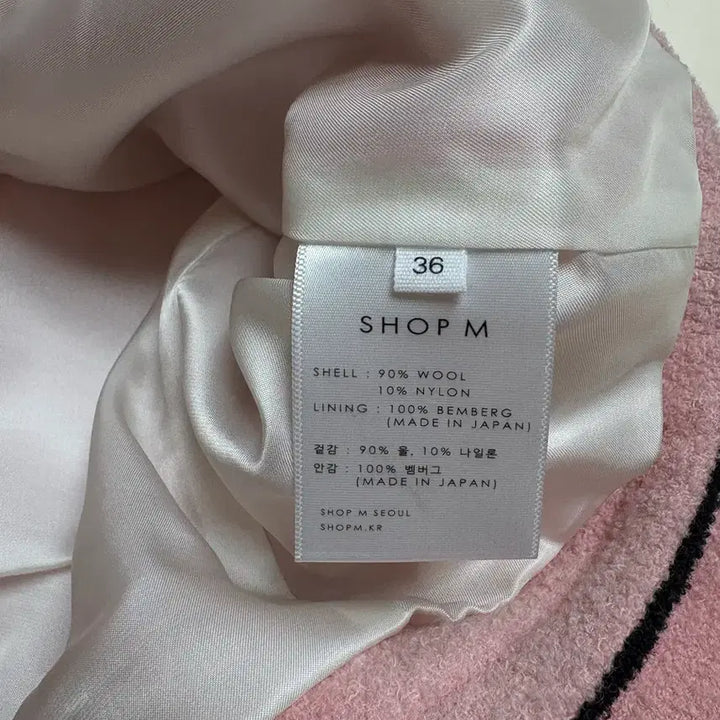 36
SHOP M
SHELL : 90% WOOL
10% NYLON
LINING : 100% BEMBERG
(MADE IN JAPAN)
겉감 : 90% 울, 10% 나일론
안감 : 100% 벰버그
(MADE IN JAPAN)
SHOP M SEOUL
SHOPM.KR